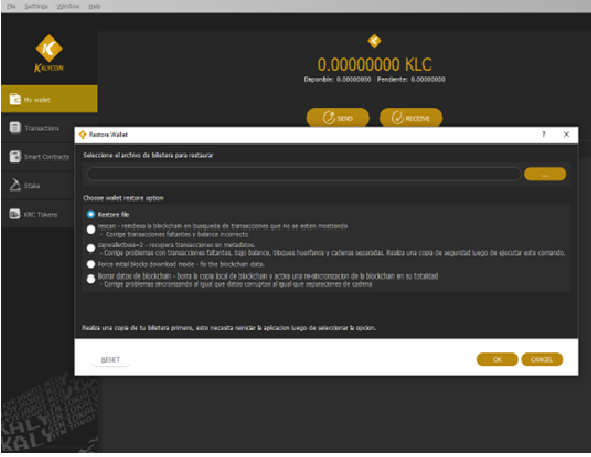 File Settings Window Help
KALYCOIN
0.00000000 KLC
Disponible: 0.00000000 Pendiente: 0.00000000
SEND RECEIVE
My wallet
Transactions
Smart Contracts
Stake
KRC Tokens
Restore Wallet ? X
Seleccione el archivo de billetera para restaurar
...
Choose wallet restore option
Restore file
rescan - reindexa la blockchain en busqueda de transacciones que no se esten mostrando
- Corrige transacciones faltantes y balance incorrecto
zapwallettxes=2 - recupera transacciones sin metadatos.
- Corrige problemas con transacciones faltantes, bajo balance, bloques huerfanos y cadenas separadas. Realiza una copia de seguridad luego de ejecutar este comando.
Force initial blocks download mode - fix the blockchain data.
Borrar datos de blockchain - borra la copia local de blockchain y activa una re-sincronizacion de la blockchain en su totalidad
- Corrige problemas sincronizando al igual que datos corruptos al igual que separaciones de cadena
Realiza una copia de tu billetera primero, esto necesita reiniciar la aplicacion luego de seleccionar la opcion.
RESET OK CANCEL